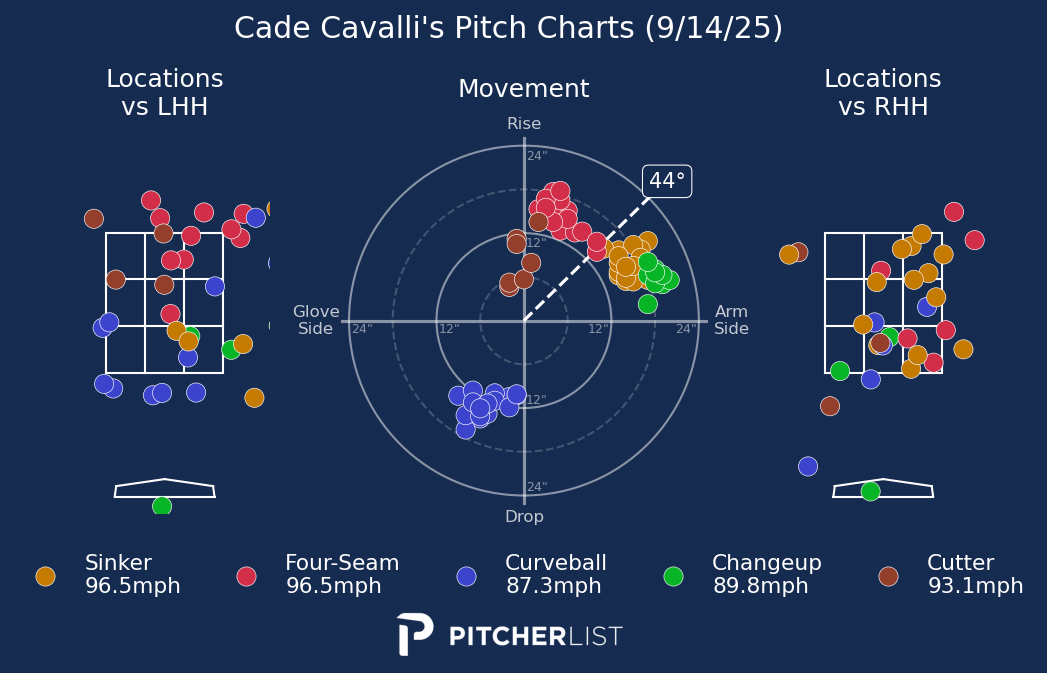 Cade Cavalli's Pitch Charts (9/14/25)
Locations
vs LHH
Movement
Locations
vs RHH
Rise
24"
44°
12"
Glove
Side
24"
12"
12"
24"
Arm
Side
12"
24"
Drop
Sinker
96.5mph
Four-Seam
96.5mph
Curveball
87.3mph
Changeup
89.8mph
Cutter
93.1mph
PITCHERLIST